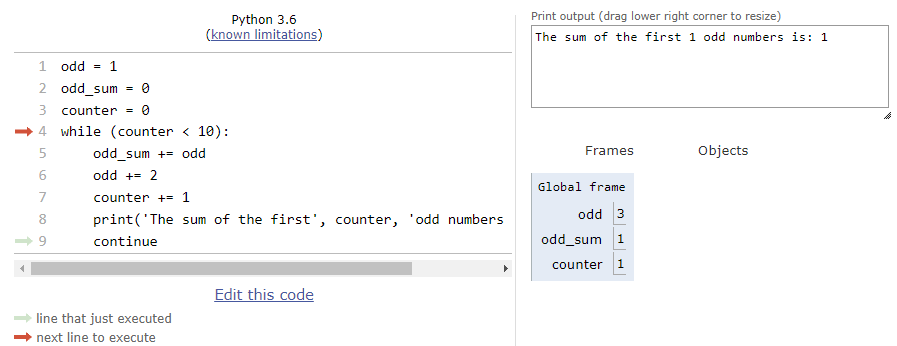 Python 3.6
(known limitations)
1 odd = 1
2 odd_sum = 0
3 counter = 0
4 while (counter < 10):
5 odd_sum += odd
6 odd += 2
7 counter += 1
8 print('The sum of the first', counter, 'odd numbers
9 continue
Edit this code
line that just executed
next line to execute
Print output (drag lower right corner to resize)
The sum of the first 1 odd numbers is: 1
Frames Objects
Global frame
odd 3
odd_sum 1
counter 1